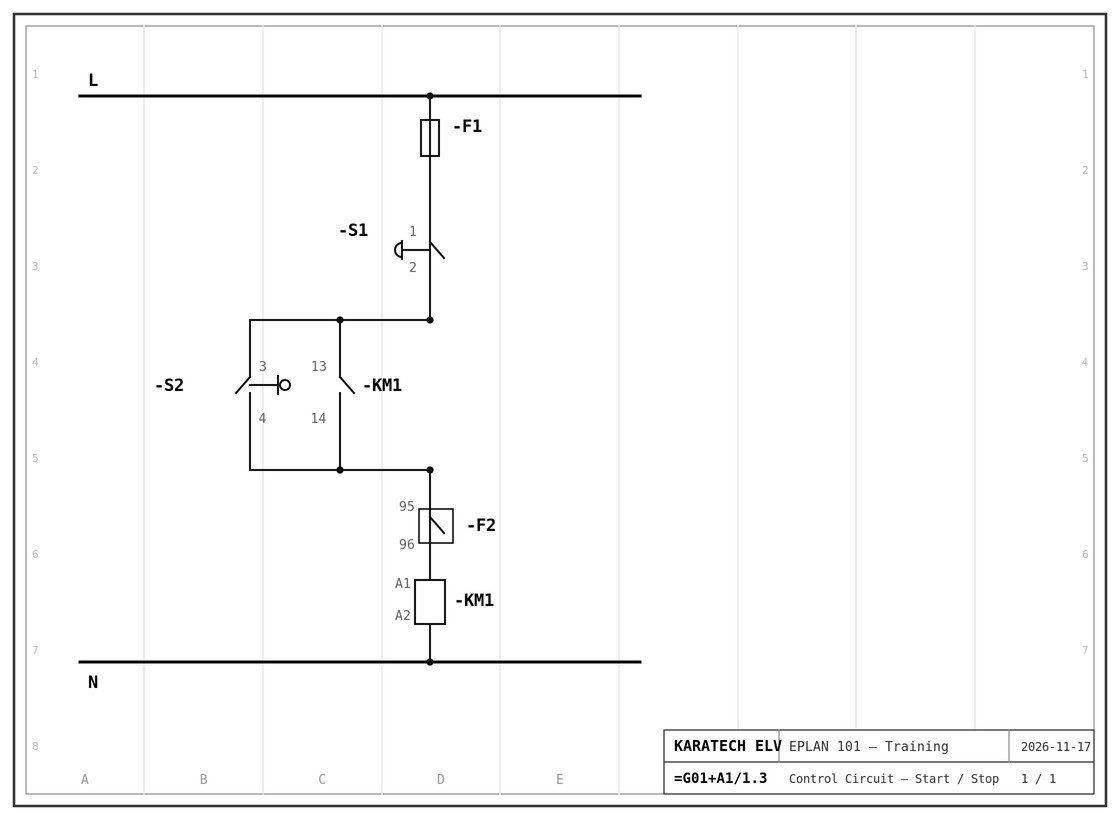 L
1
1
-F1
2
2
-S1
1
2
3
3
4
4
3
13
-S2
-KM1
4
14
5
5
95
-F2
96
6
6
A1
-KM1
A2
7
7
N
8
KARATECH ELV EPLAN 101 — Training 2026-11-17
A B C D E
=G01+A1/1.3 Control Circuit — Start / Stop 1 / 1